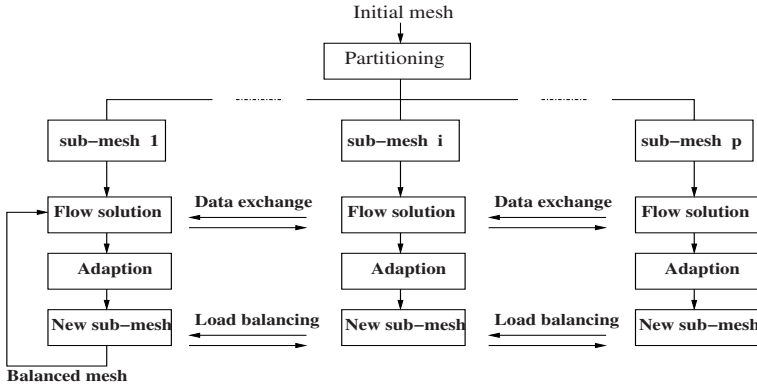 Initial mesh
Partitioning
sub−mesh 1
sub−mesh i
sub−mesh p
Flow solution
Data exchange
Flow solution
Data exchange
Flow solution
Adaption
Adaption
Adaption
New sub−mesh
Load balancing
New sub−mesh
Load balancing
New sub−mesh
Balanced mesh